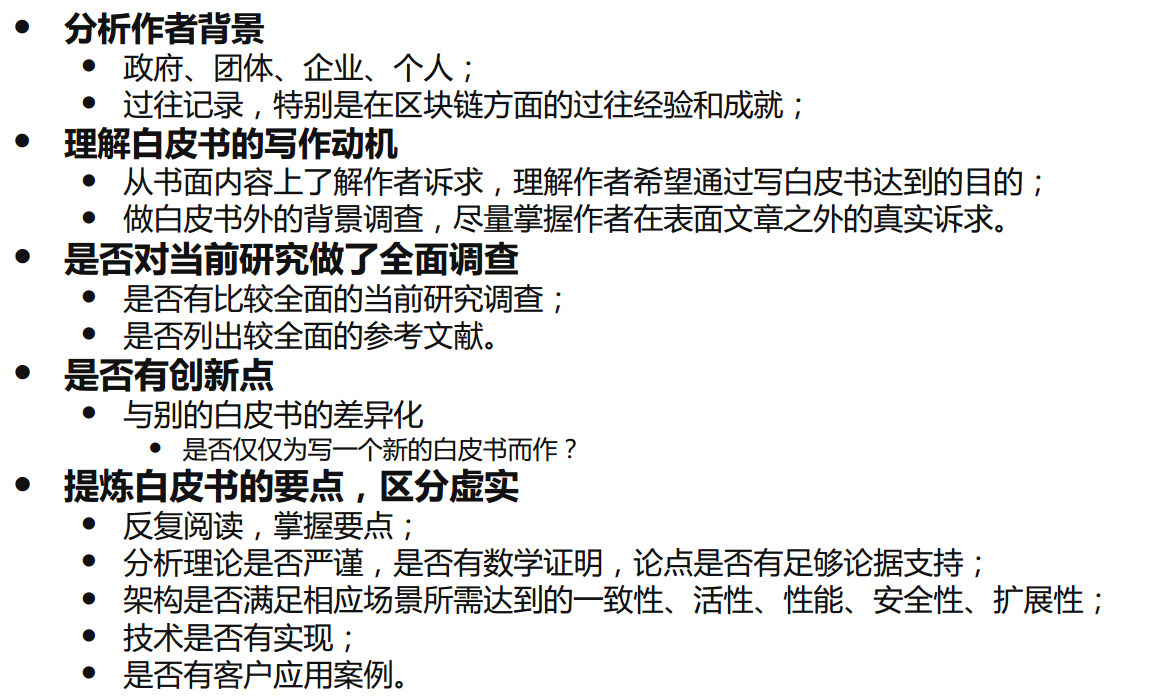 • 分析作者背景
• 政府、团体、企业、个人；
• 过往记录，特别是在区块链方面的过往经验和成就；
• 理解白皮书的写作动机
• 从书面内容上了解作者诉求，理解作者希望通过写白皮书达到的目的；
• 做白皮书外的背景调查，尽量掌握作者在表面文章之外的真实诉求。
• 是否对当前研究做了全面调查
• 是否有比较全面的当前研究调查；
• 是否列出较全面的参考文献。
• 是否有创新点
• 与别的白皮书的差异化
• 是否仅仅为写一个新的白皮书而作？
• 提炼白皮书的要点，区分虚实
• 反复阅读，掌握要点；
• 分析理论是否严谨，是否有数学证明，论点是否有足够论据支持；
• 架构是否满足相应场景所需达到的一致性、活性、性能、安全性、扩展性；
• 技术是否有实现；
• 是否有客户应用案例。